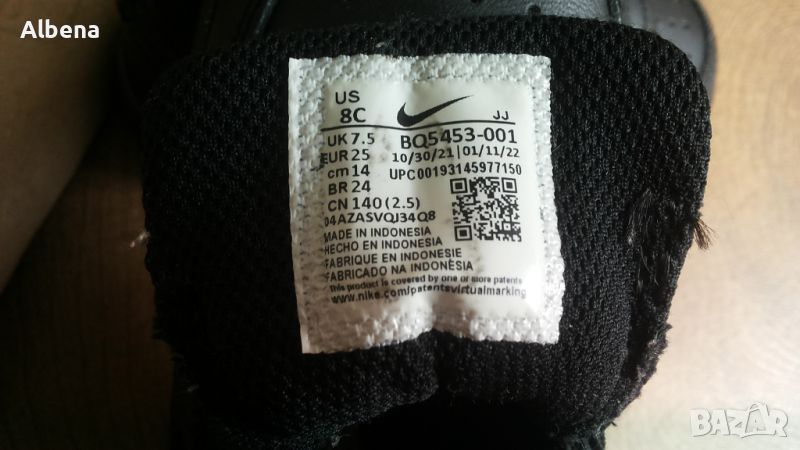 Albena
US
8C
JJ
UK 7.5
BQ5453-001
EUR 25
10/30/21 | 01/11/22
cm 14
UPC00193145977150
BR 24
CN 140 (2.5)
04AZASVQJ34Q8
MADE IN INDONESIA
HECHO EN INDONESIA
FABRIQUE EN INDONESIE
FABRICADO NA INDONÉSIA
This product is covered by one or more patents
www.nike.com/patentsvirtualmarking
BAZAR